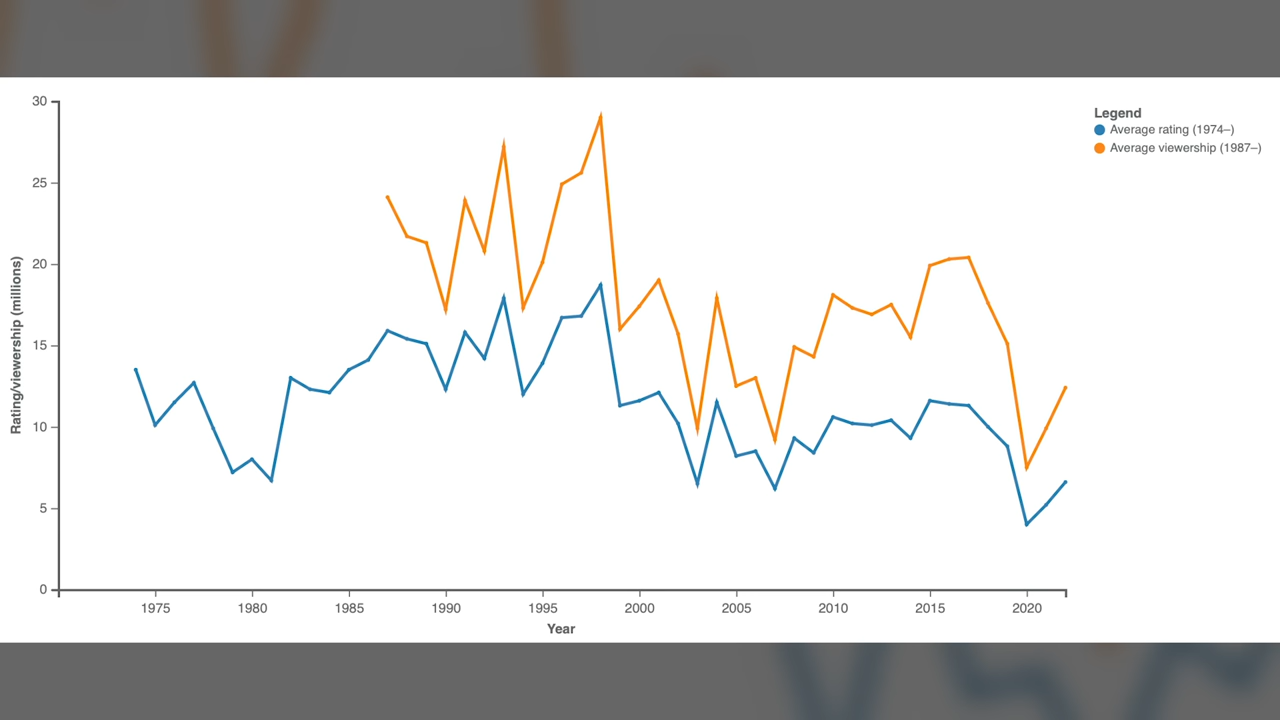 30
25
20
15
10
5
0
Rating/viewership (millions)
1975 1980 1985 1990 1995 2000 2005 2010 2015 2020
Year
Legend
Average rating (1974–)
Average viewership (1987–)